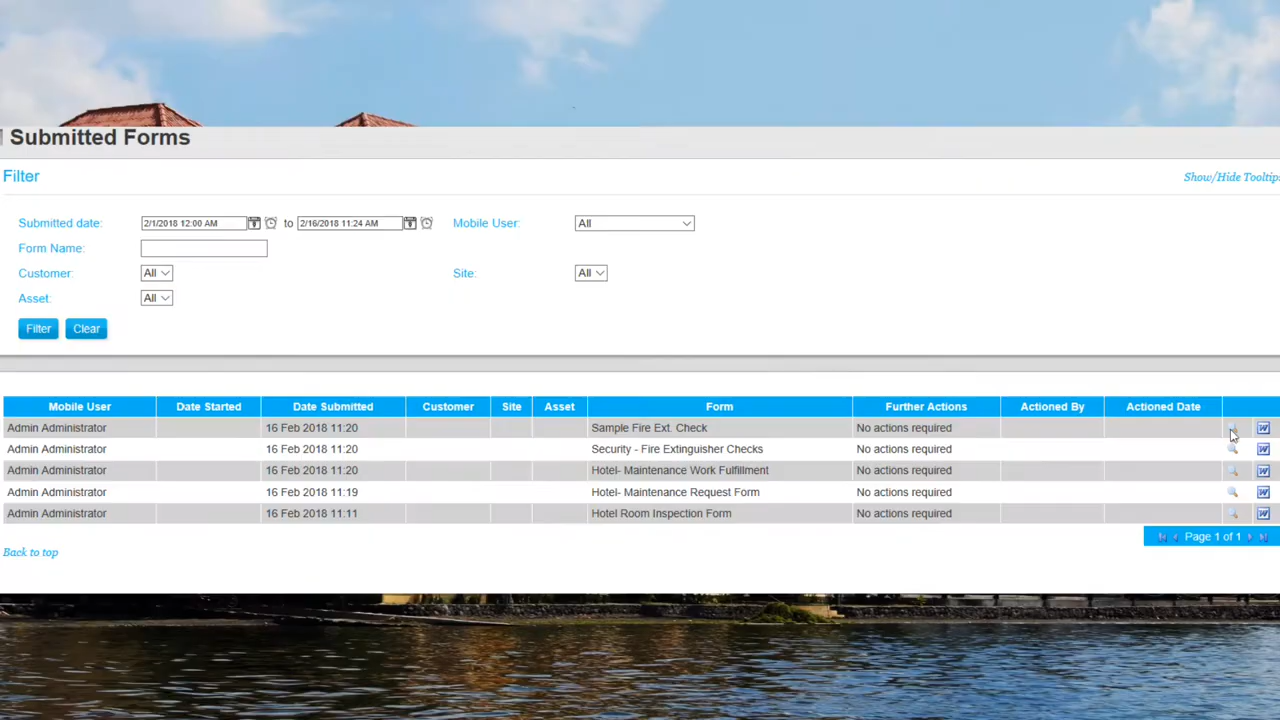 Submitted Forms
Filter
Show/Hide Tooltips
Submitted date: 2/1/2018 12:00 AM to 2/16/2018 11:24 AM Mobile User: All
Form Name:
Customer: All Site: All
Asset: All
Filter Clear
Mobile User Date Started Date Submitted Customer Site Asset Form Further Actions Actioned By Actioned Date
Admin Administrator 16 Feb 2018 11:20 Sample Fire Ext. Check No actions required W
Admin Administrator 16 Feb 2018 11:20 Security - Fire Extinguisher Checks No actions required W
Admin Administrator 16 Feb 2018 11:20 Hotel- Maintenance Work Fulfillment No actions required W
Admin Administrator 16 Feb 2018 11:19 Hotel- Maintenance Request Form No actions required W
Admin Administrator 16 Feb 2018 11:11 Hotel Room Inspection Form No actions required W
Page 1 of 1
Back to top